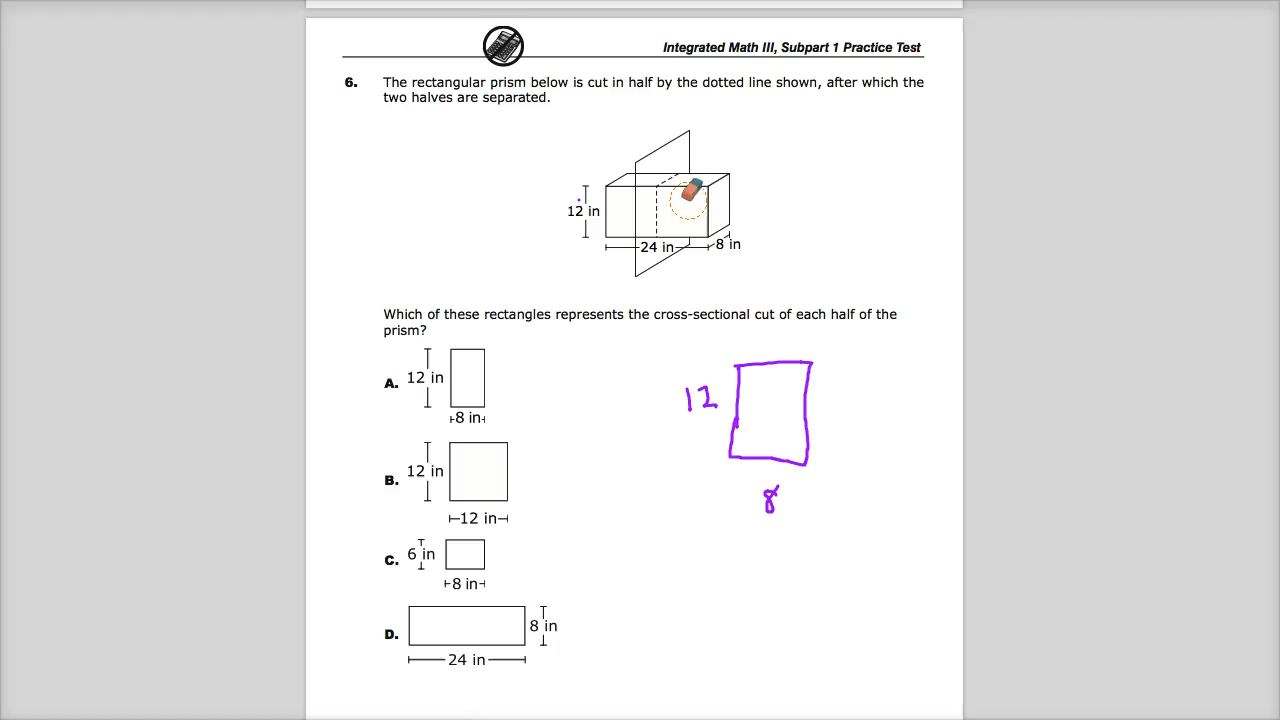 Integrated Math III, Subpart 1 Practice Test
6. The rectangular prism below is cut in half by the dotted line shown, after which the
two halves are separated.
12 in
24 in
8 in
Which of these rectangles represents the cross-sectional cut of each half of the
prism?
A. 12 in
8 in
B. 12 in
12 in
C. 6 in
8 in
D. 8 in
24 in
12
8